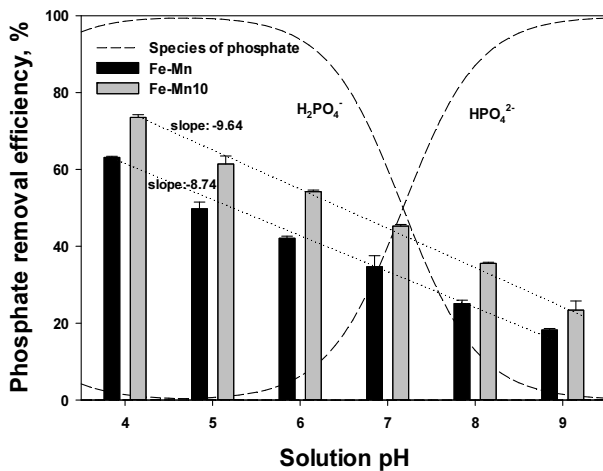 Phosphate removal efficiency, %
100
80
60
40
20
0
Species of phosphate
Fe-Mn
Fe-Mn10
H₂PO₄⁻
HPO₄²⁻
slope: -9.64
slope:-8.74
4 5 6 7 8 9
Solution pH